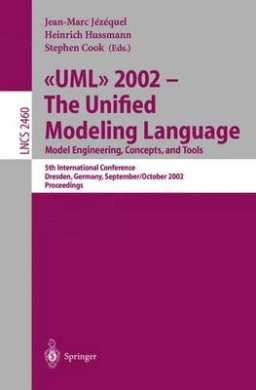 Jean-Marc Jézéquel
Heinrich Hussmann
Stephen Cook (Eds.)
«UML» 2002 –
The Unified
Modeling Language
Model Engineering, Concepts, and Tools
LNCS 2460
5th International Conference
Dresden, Germany, September/October 2002
Proceedings
Springer